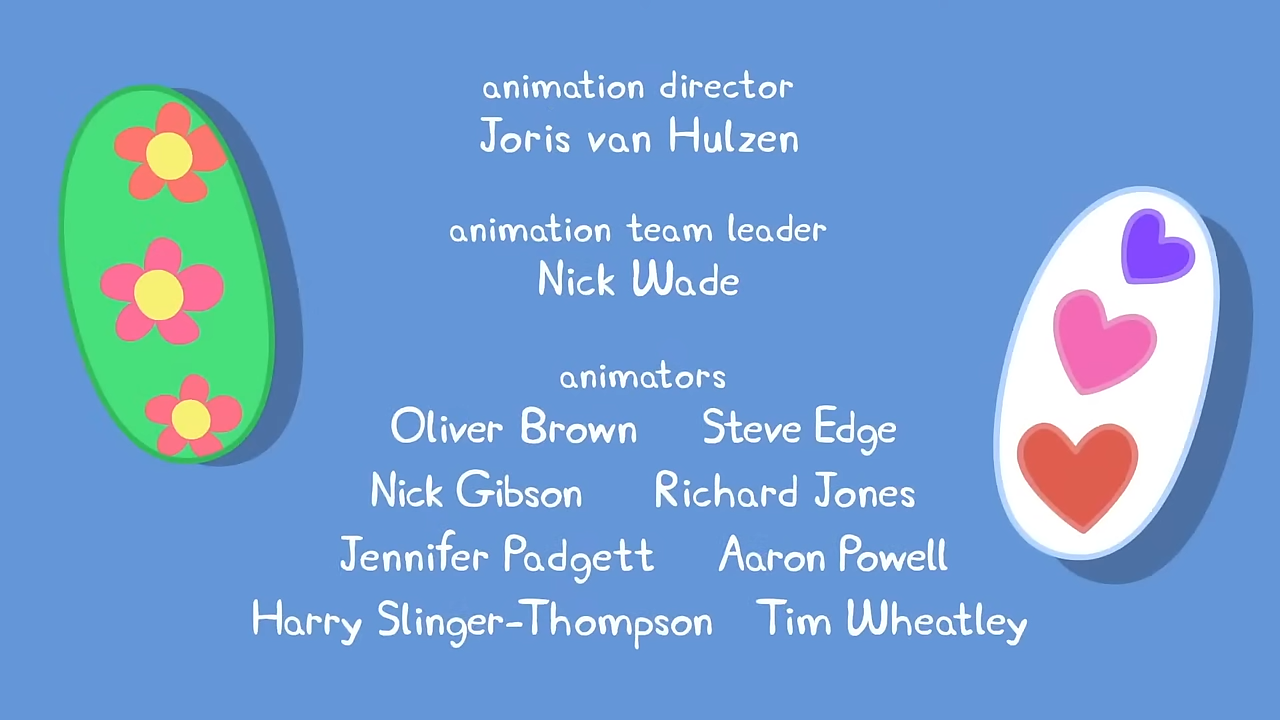 animation director
Joris van Hulzen
animation team leader
Nick Wade
animators
Oliver Brown Steve Edge
Nick Gibson Richard Jones
Jennifer Padgett Aaron Powell
Harry Slinger-Thompson Tim Wheatley